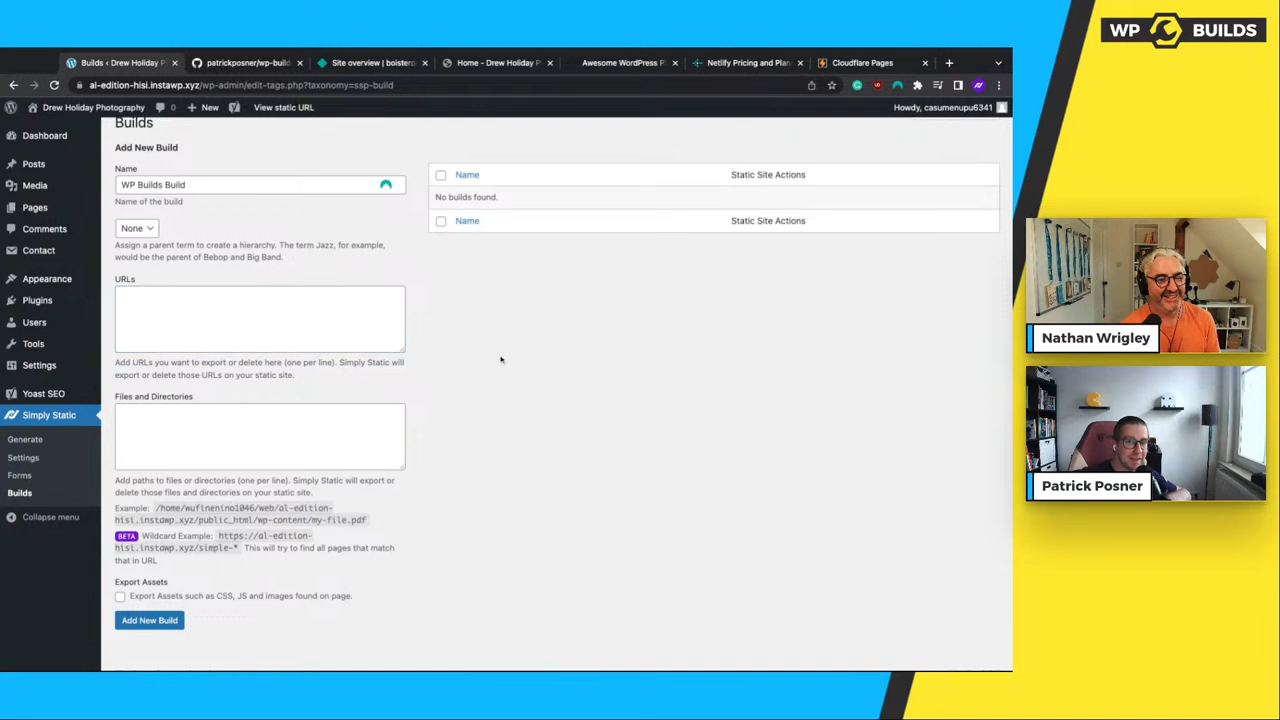 WP BUILDS
Builds ‹ Drew Holiday P
patrickposner/wp-build
Site overview | boisterc
Home - Drew Holiday P
Awesome WordPress P
Netlify Pricing and Plan
Cloudflare Pages
al-edition-hisi.instawp.xyz/wp-admin/edit-tags.php?taxonomy=ssp-build
Drew Holiday Photography
0
New
View static URL
Howdy, casumenupu6341
Dashboard
Posts
Media
Pages
Comments
Contact
Appearance
Plugins
Users
Tools
Settings
Yoast SEO
Simply Static
Generate
Settings
Forms
Builds
Collapse menu
Builds
Add New Build
Name
WP Builds Build
Name of the build
None
Assign a parent term to create a hierarchy. The term Jazz, for example,
would be the parent of Bebop and Big Band.
URLs
Add URLs you want to export or delete here (one per line). Simply Static will
export or delete those URLs on your static site.
Files and Directories
Add paths to files or directories (one per line). Simply Static will export or
delete those files and directories on your static site.
Example: /home/wufinenino1046/web/al-edition-
hisi.instawp.xyz/public_html/wp-content/my-file.pdf
BETA Wildcard Example: https://al-edition-
hisi.instawp.xyz/simple-* This will try to find all pages that match
that in URL
Export Assets
Export Assets such as CSS, JS and images found on page.
Add New Build
Name
Static Site Actions
No builds found.
Name
Static Site Actions
Nathan Wrigley
Patrick Posner